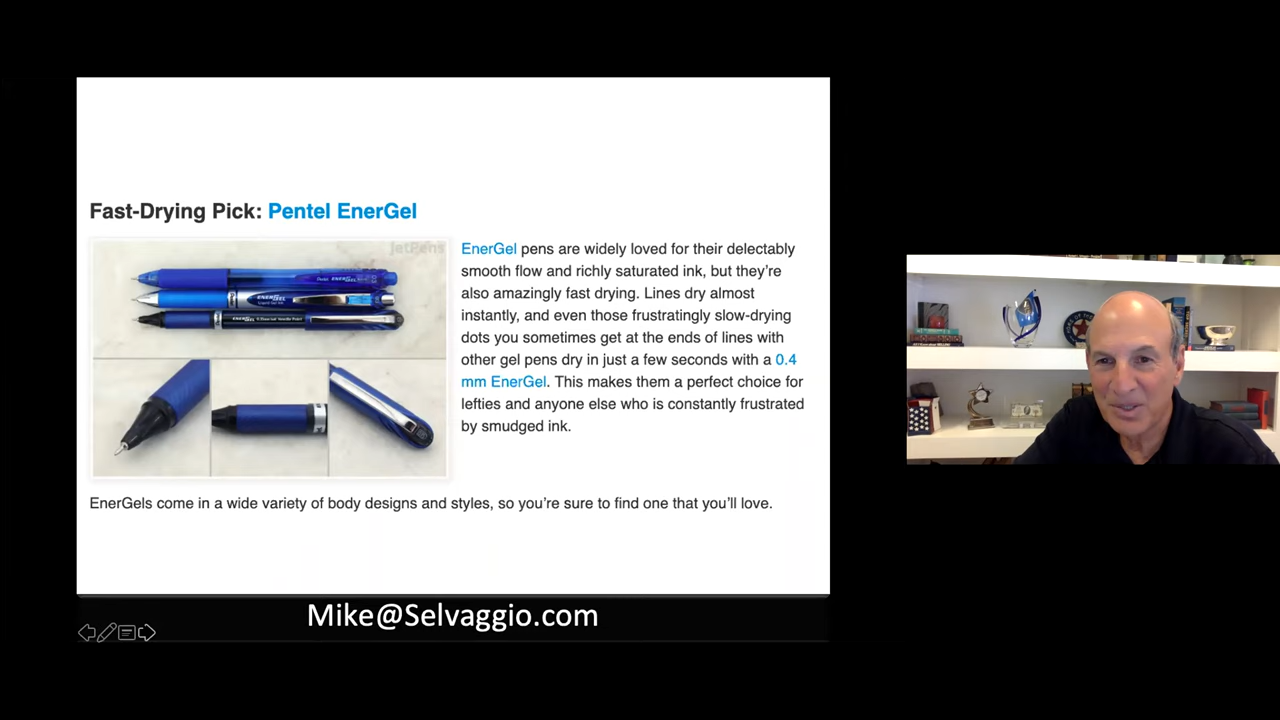 Fast-Drying Pick: Pentel EnerGel
JetPens
EnerGel pens are widely loved for their delectably
smooth flow and richly saturated ink, but they’re
also amazingly fast drying. Lines dry almost
instantly, and even those frustratingly slow-drying
dots you sometimes get at the ends of lines with
other gel pens dry in just a few seconds with a 0.4
mm EnerGel. This makes them a perfect choice for
lefties and anyone else who is constantly frustrated
by smudged ink.
ENERGEL
EnerGels come in a wide variety of body designs and styles, so you’re sure to find one that you’ll love.
Mike@Selvaggio.com